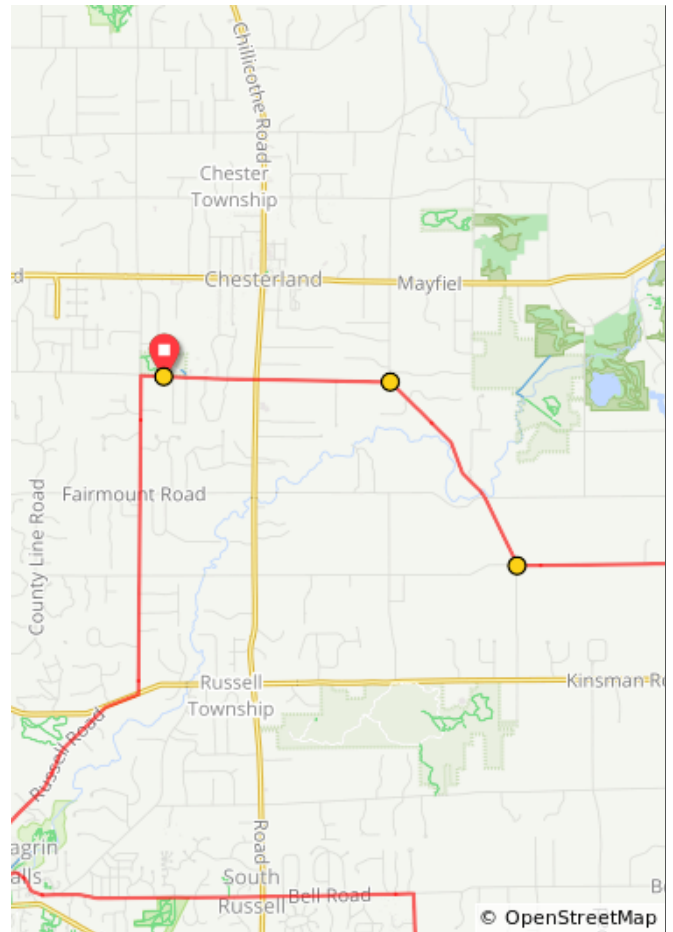 Chillicothe Road
Chester
Township
d
Chesterland
Mayfiel
Fairmount Road
County Line Road
Russell
Township
Kinsman Ro
Russell Road
agrin
alls
Road
South
Russell
Bell Road
Be
© OpenStreetMap